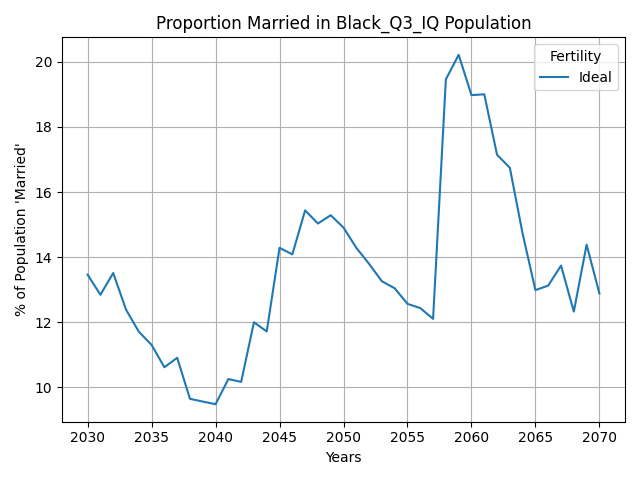 Proportion Married in Black_Q3_IQ Population
Fertility
Ideal
% of Population 'Married'
20
18
16
14
12
10
2030 2035 2040 2045 2050 2055 2060 2065 2070
Years